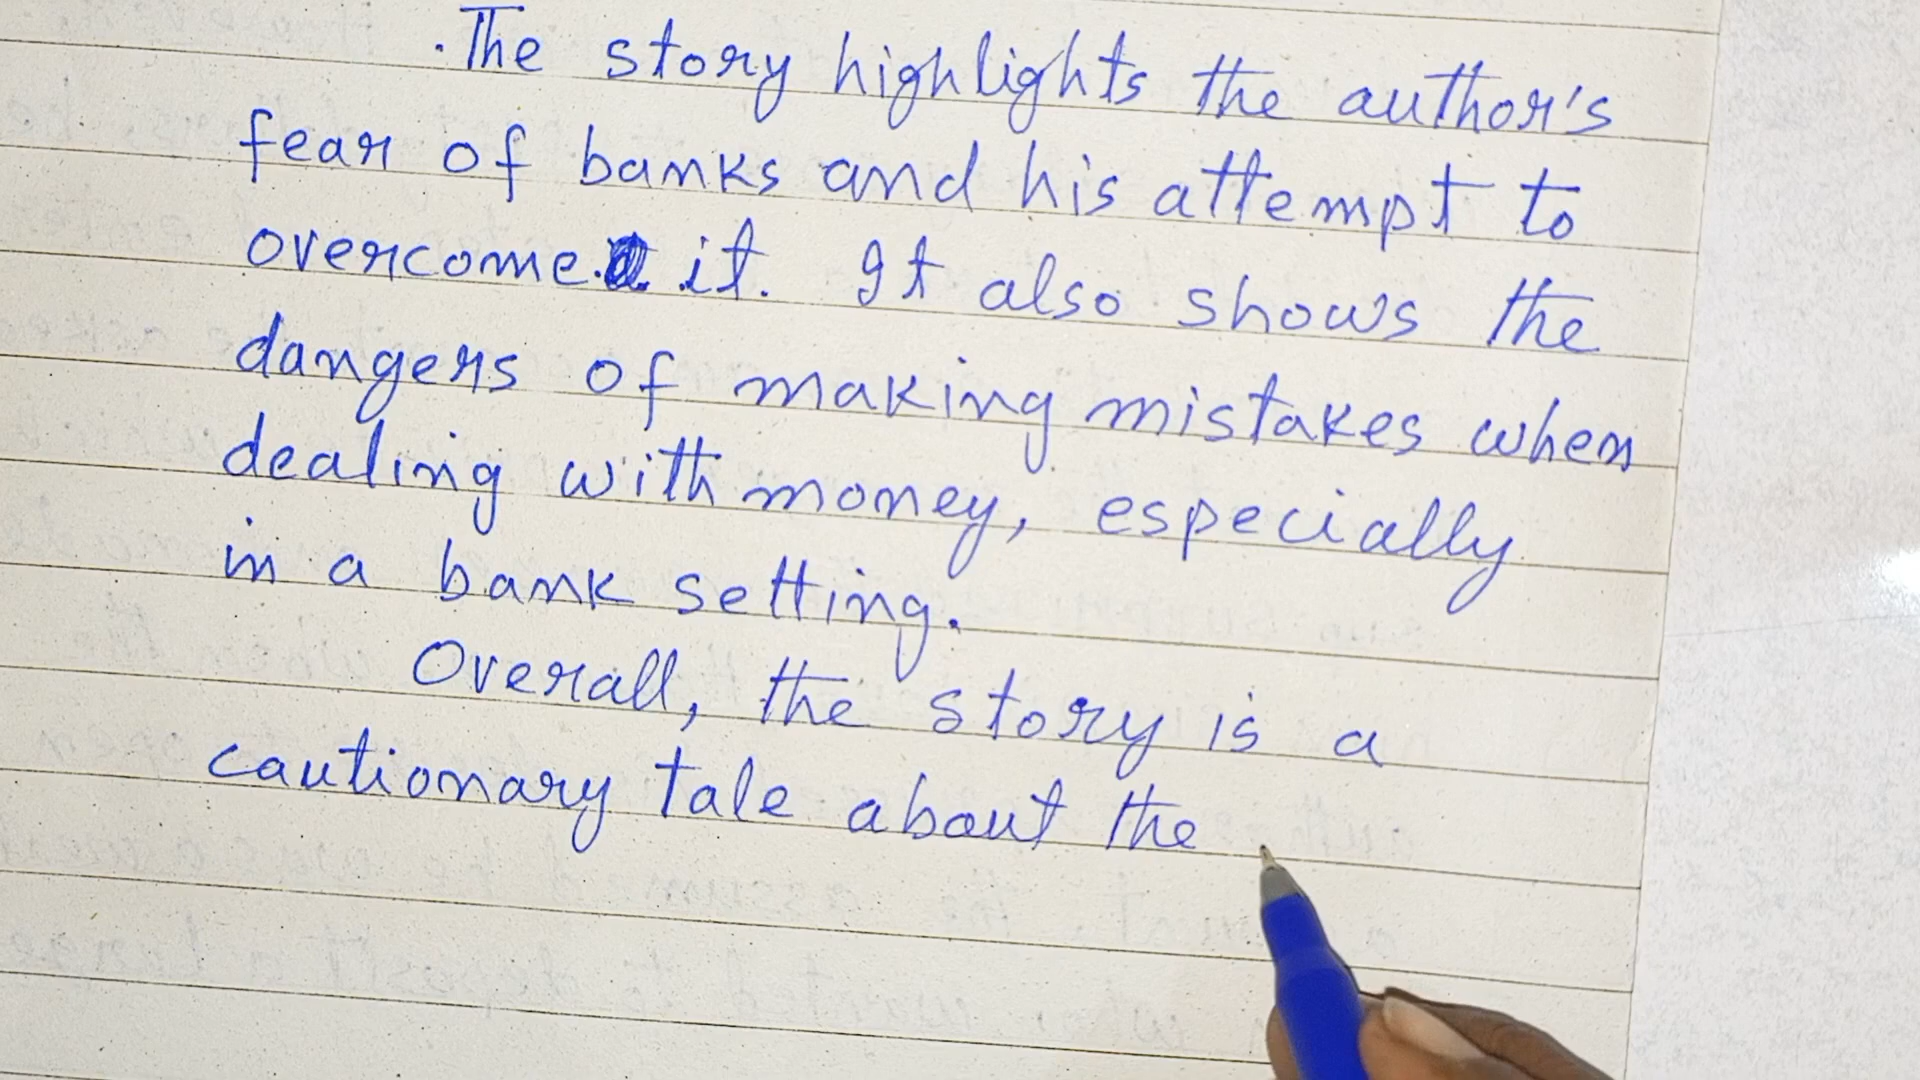 .The story highlights the author's
fear of banks and his attempt to
overcome it. It also shows the
dangers of making mistakes when
dealing with money, especially
in a bank setting.
Overall, the story is a
cautionary tale about the